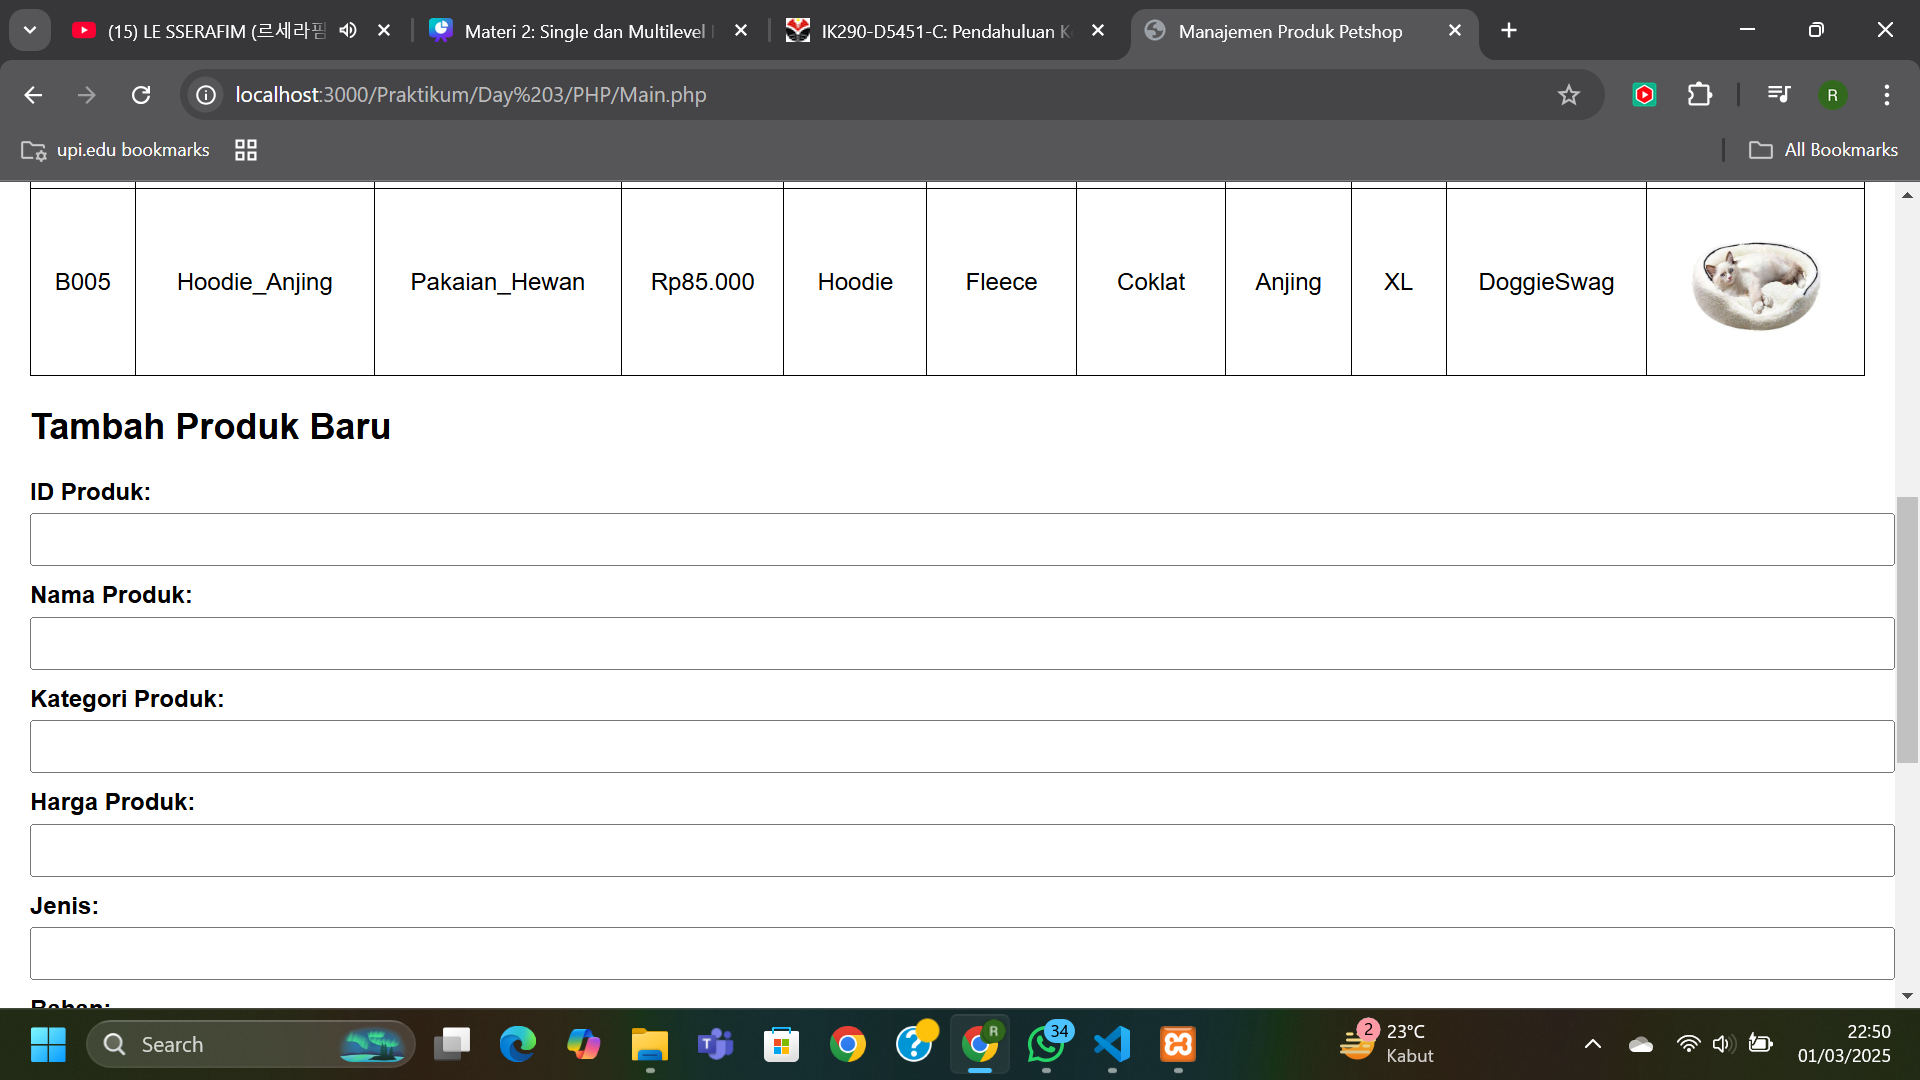 (15) LE SSERAFIM (르세라핌
Materi 2: Single dan Multilevel
IK290-D5451-C: Pendahuluan K
Manajemen Produk Petshop
localhost:3000/Praktikum/Day%203/PHP/Main.php
R
upi.edu bookmarks
All Bookmarks
B005 Hoodie_Anjing Pakaian_Hewan Rp85.000 Hoodie Fleece Coklat Anjing XL DoggieSwag
Tambah Produk Baru
ID Produk:
Nama Produk:
Kategori Produk:
Harga Produk:
Jenis:
Bahan:
Search
R
34
2
23°C
Kabut
22:50
01/03/2025